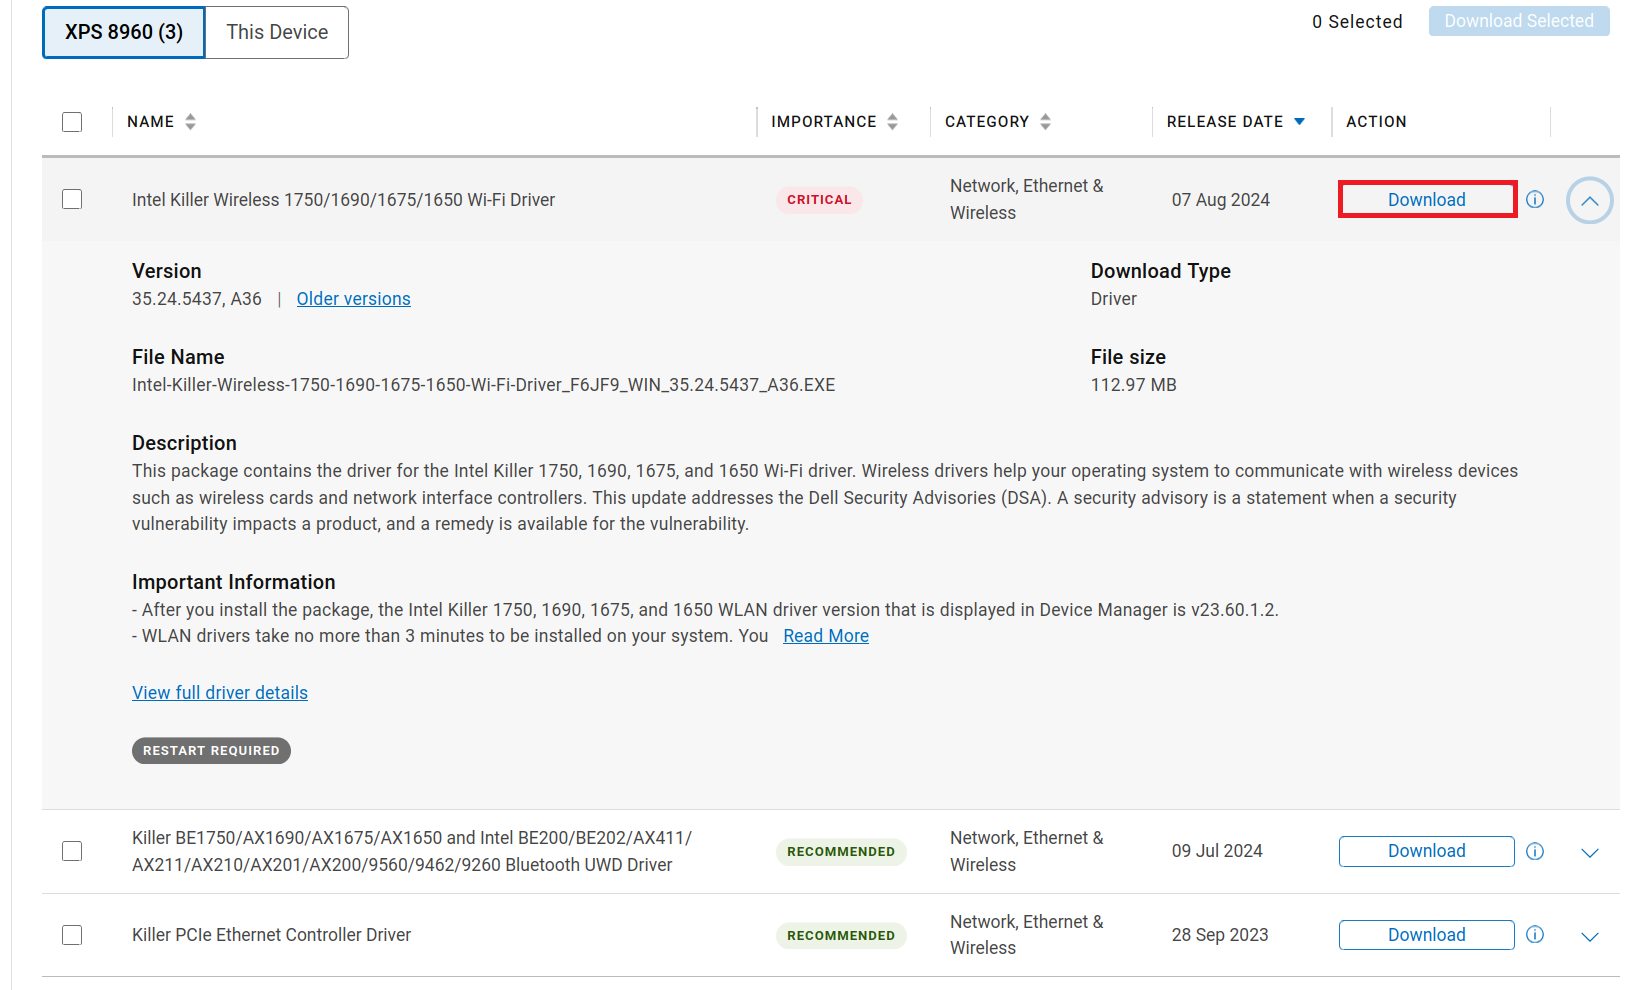 XPS 8960 (3)
This Device
0 Selected
Download Selected
NAME
IMPORTANCE
CATEGORY
RELEASE DATE
ACTION
Intel Killer Wireless 1750/1690/1675/1650 Wi-Fi Driver
CRITICAL
Network, Ethernet &
Wireless
07 Aug 2024
Download
Version
35.24.5437, A36 | Older versions
Download Type
Driver
File Name
Intel-Killer-Wireless-1750-1690-1675-1650-Wi-Fi-Driver_F6JF9_WIN_35.24.5437_A36.EXE
File size
112.97 MB
Description
This package contains the driver for the Intel Killer 1750, 1690, 1675, and 1650 Wi-Fi driver. Wireless drivers help your operating system to communicate with wireless devices
such as wireless cards and network interface controllers. This update addresses the Dell Security Advisories (DSA). A security advisory is a statement when a security
vulnerability impacts a product, and a remedy is available for the vulnerability.
Important Information
- After you install the package, the Intel Killer 1750, 1690, 1675, and 1650 WLAN driver version that is displayed in Device Manager is v23.60.1.2.
- WLAN drivers take no more than 3 minutes to be installed on your system. You Read More
View full driver details
RESTART REQUIRED
Killer BE1750/AX1690/AX1675/AX1650 and Intel BE200/BE202/AX411/
AX211/AX210/AX201/AX200/9560/9462/9260 Bluetooth UWD Driver
RECOMMENDED
Network, Ethernet &
Wireless
09 Jul 2024
Download
Killer PCIe Ethernet Controller Driver
RECOMMENDED
Network, Ethernet &
Wireless
28 Sep 2023
Download